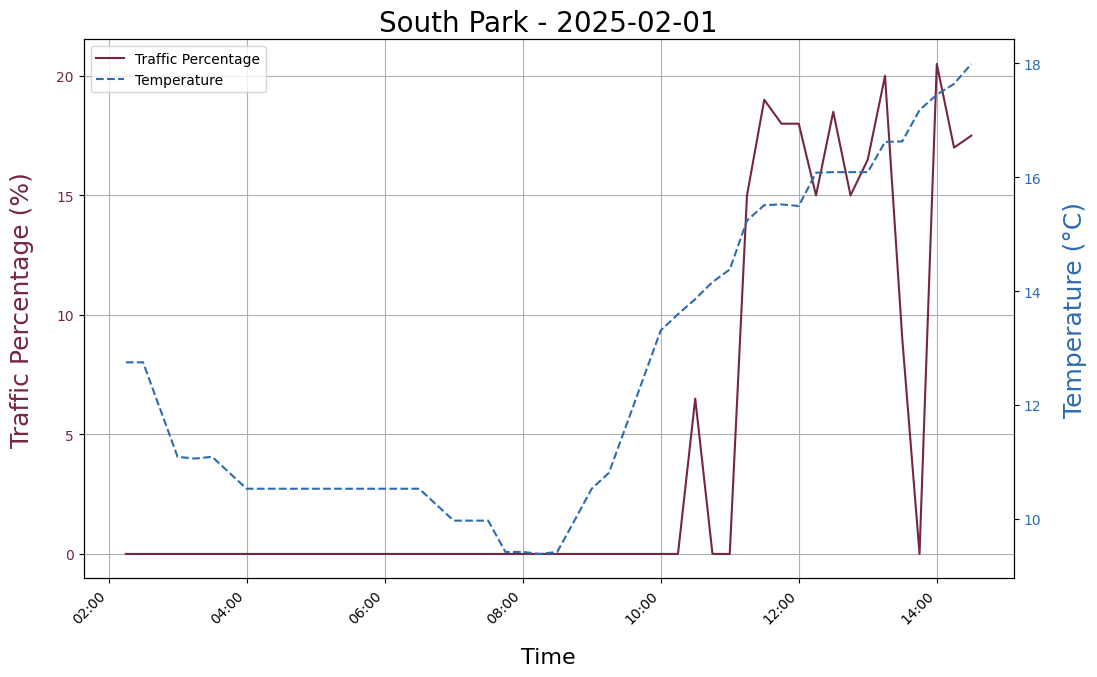 South Park - 2025-02-01
Traffic Percentage
Temperature
Traffic Percentage (%)
20
15
10
5
0
18
16
14
12
10
Temperature (°C)
02:00
04:00
06:00
08:00
10:00
12:00
14:00
Time